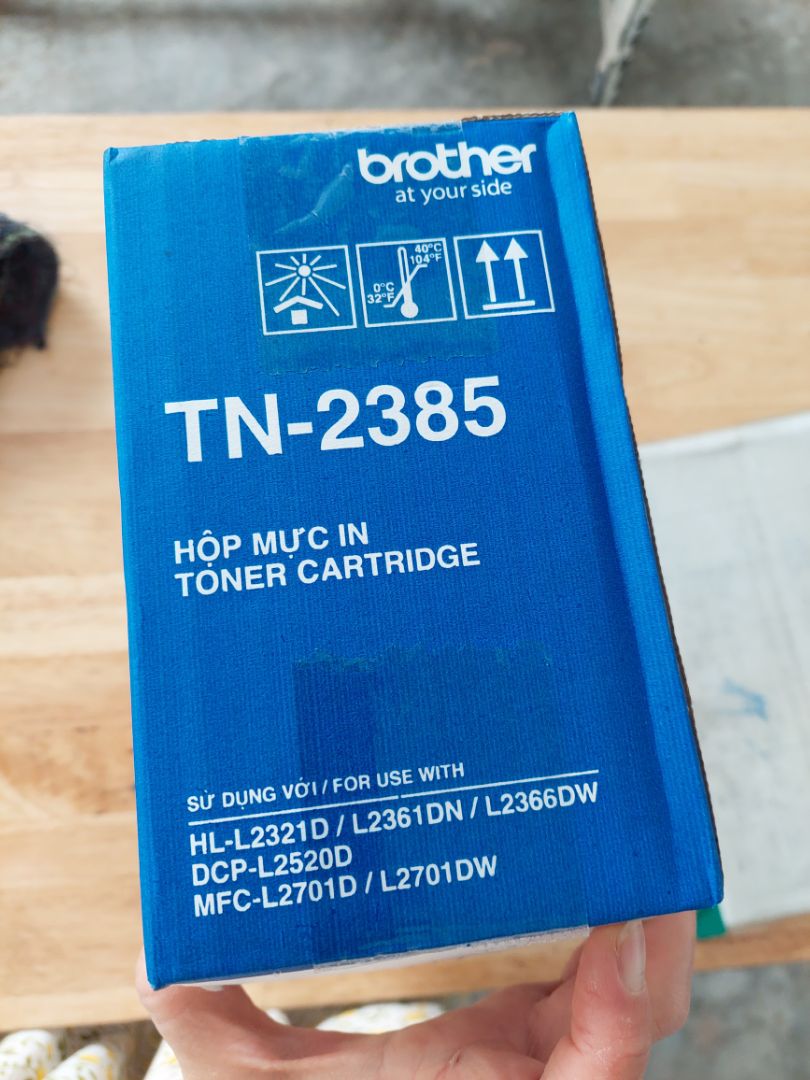 brother
at your side
40°C
104°F
0°C
32°F
TN-2385
HỘP MỰC IN
TONER CARTRIDGE
SỬ DỤNG VỚI / FOR USE WITH
HL-L2321D / L2361DN / L2366DW
DCP-L2520D
MFC-L2701D / L2701DW